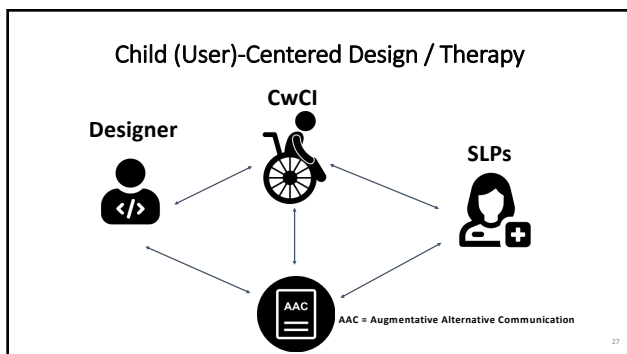 Child (User)-Centered Design / Therapy
CwCI
Designer
SLPs
</>
AAC
AAC = Augmentative Alternative Communication
27